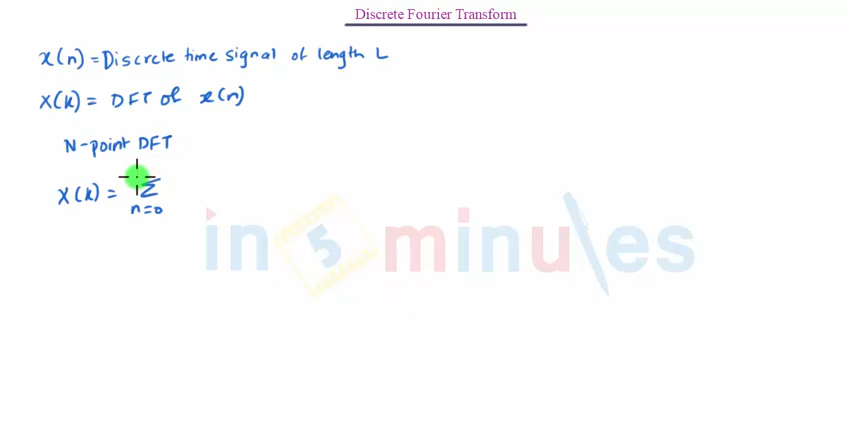 Discrete Fourier Transform
x(n) = Discrete time signal of length L
X(k) = DFT of x(n)
N-point DFT
X(k) = Σ
n=0
in 5 minutes